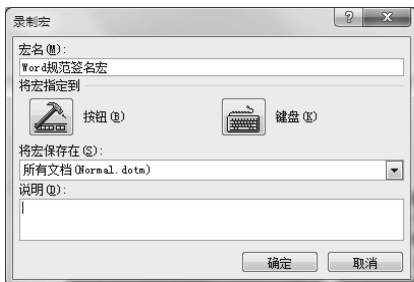 录制宏
宏名(M):
Word规范签名宏
将宏指定到
按钮(B)
键盘(K)
将宏保存在(S):
所有文档(Normal.dotm)
说明(D):
确定
取消